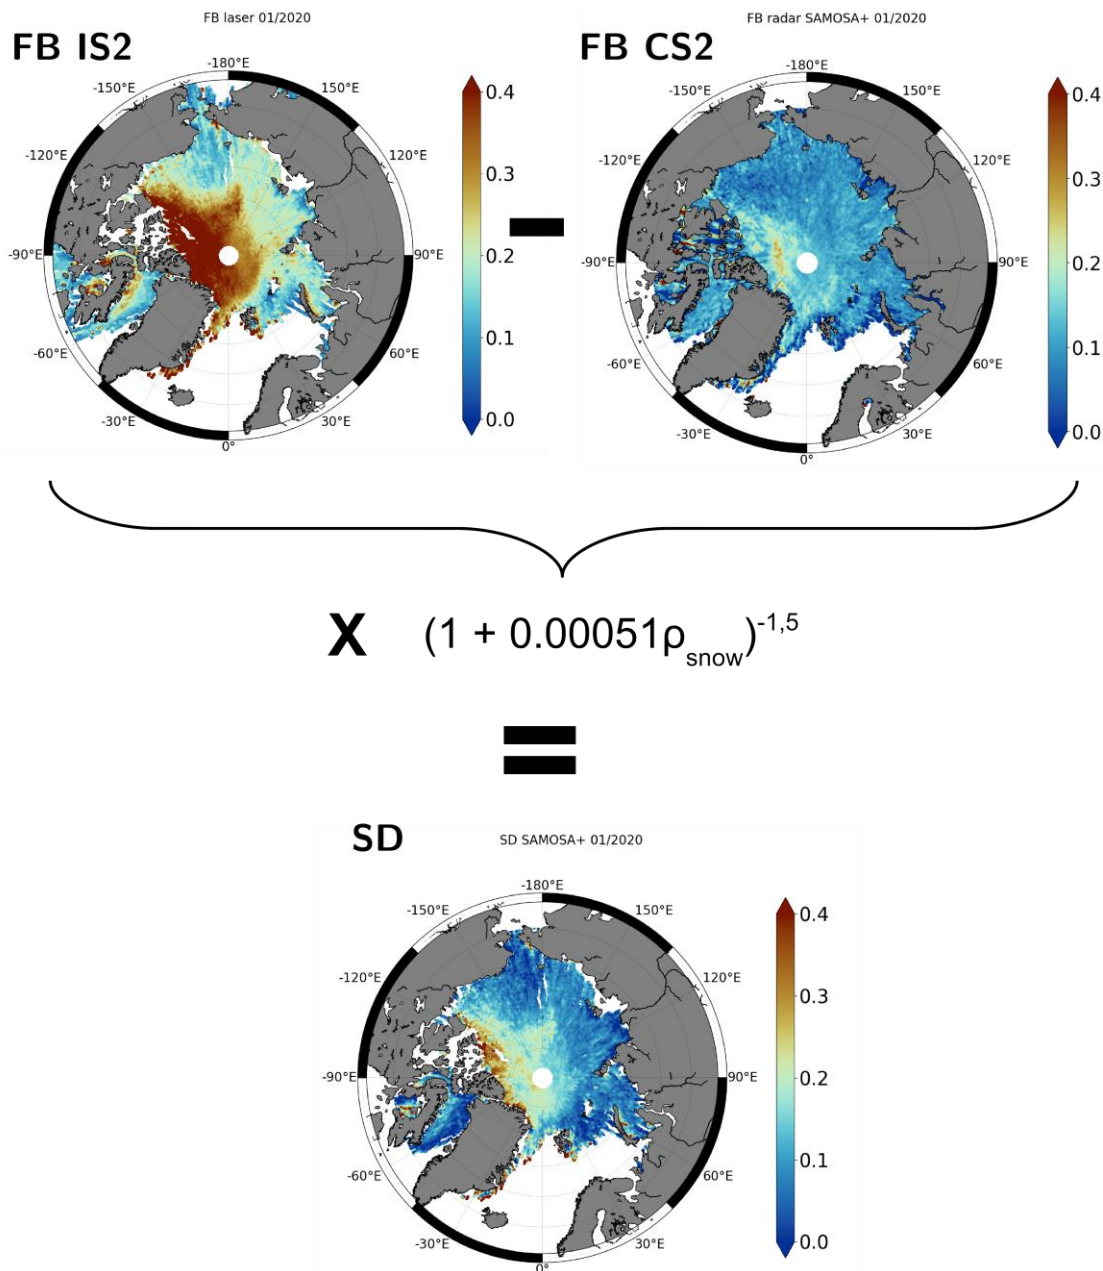 FB laser 01/2020
FB IS2
-180°E
-150°E
150°E
-120°E
120°E
-90°E
90°E
-60°E
60°E
-30°E
30°E
0°
0.4
0.3
0.2
0.1
0.0
FB radar SAMOSA+ 01/2020
FB CS2
-180°E
-150°E
150°E
-120°E
120°E
-90°E
90°E
-60°E
60°E
-30°E
30°E
0°
0.4
0.3
0.2
0.1
0.0
X (1 + 0.00051ρsnow)-1,5
SD
SD SAMOSA+ 01/2020
-180°E
-150°E
150°E
-120°E
120°E
-90°E
90°E
-60°E
60°E
-30°E
30°E
0°
0.4
0.3
0.2
0.1
0.0